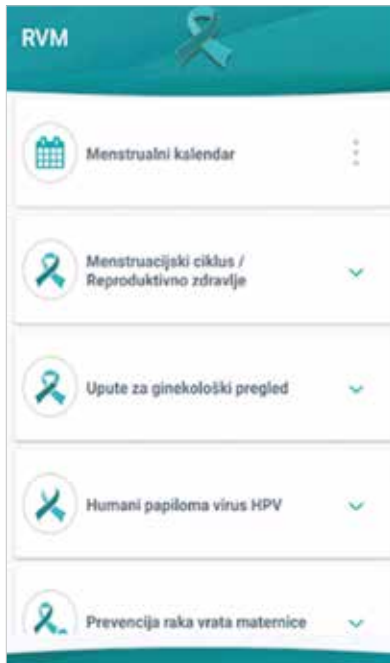 RVM
Menstrualni kalendar
Menstruacijski ciklus /
Reproduktivno zdravlje
Upute za ginekološki pregled
Humani papiloma virus HPV
Prevencija raka vrata maternice